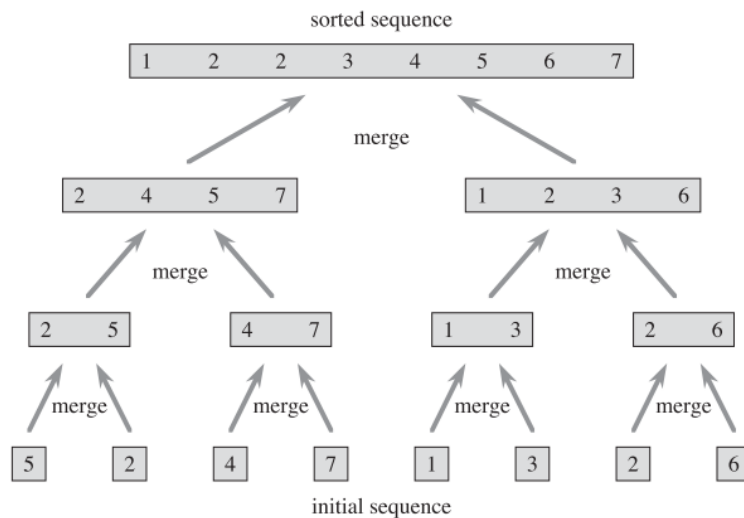 sorted sequence
1 2 2 3 4 5 6 7
merge
2 4 5 7
1 2 3 6
merge
merge
2 5
4 7
1 3
2 6
merge
merge
merge
merge
5
2
4
7
1
3
2
6
initial sequence